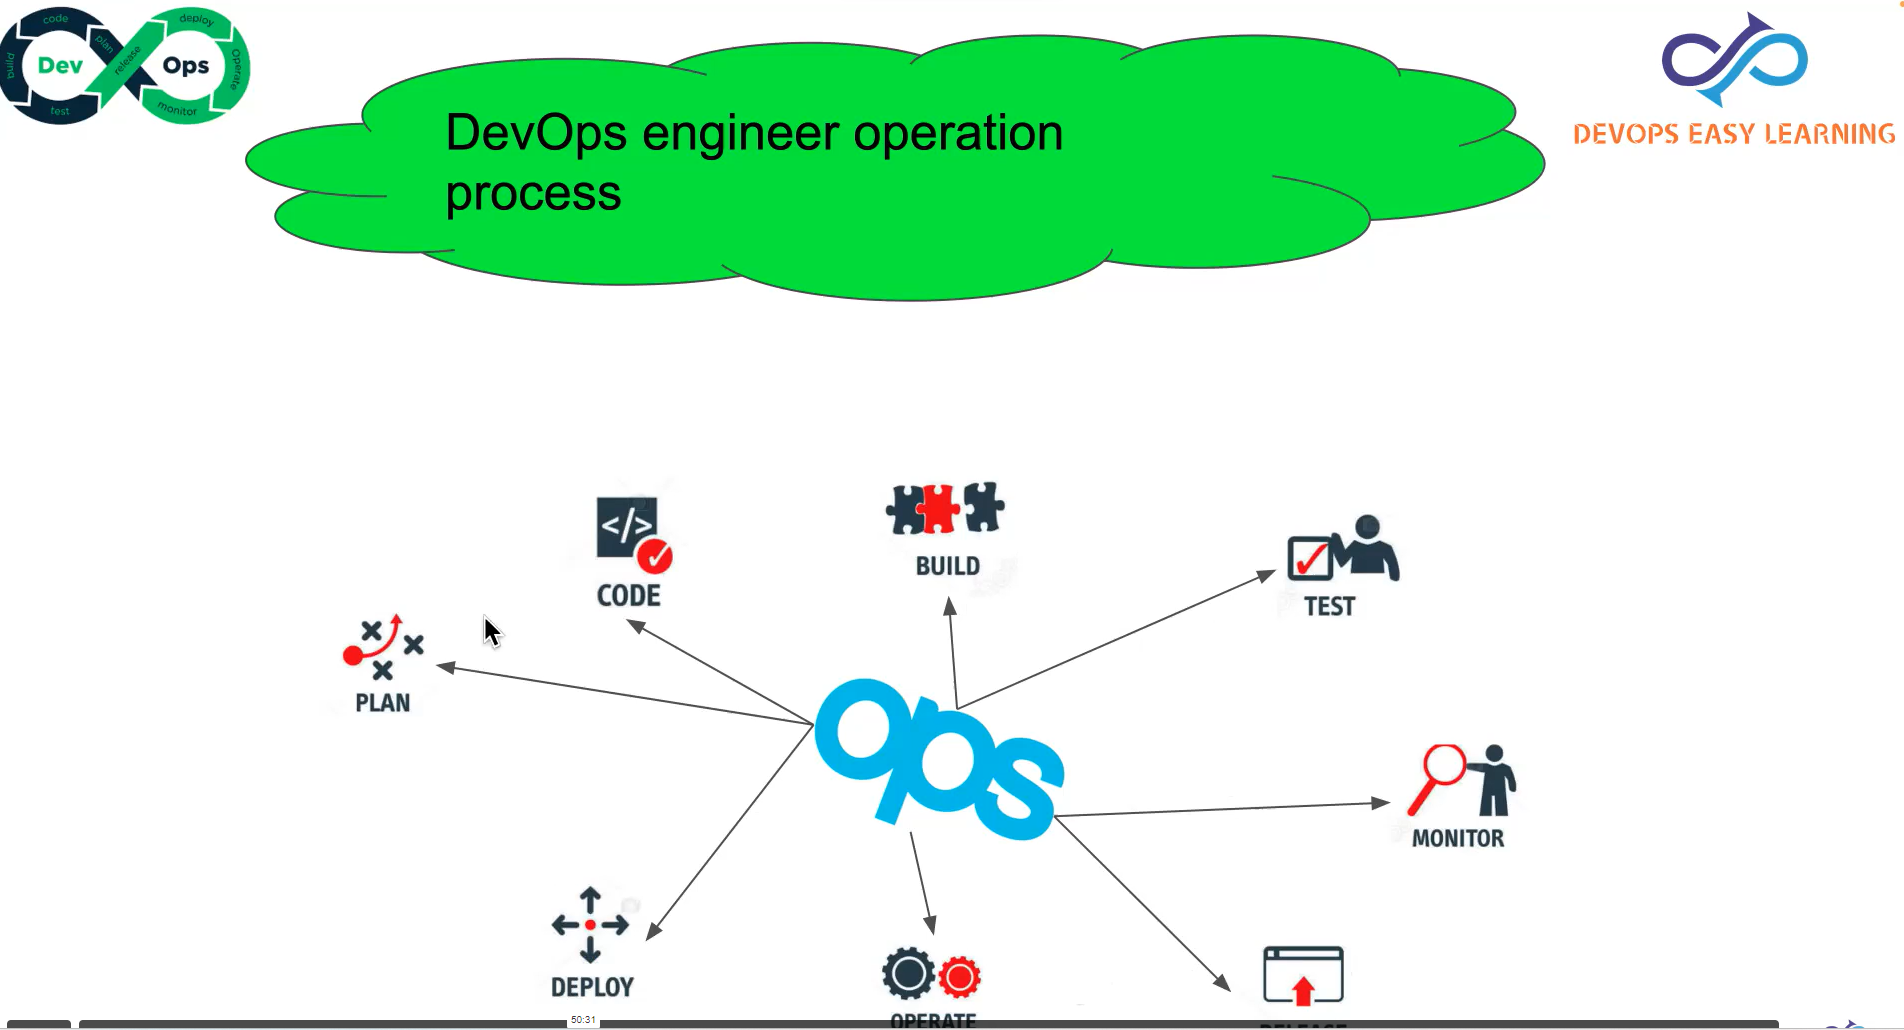 code
deploy
plan
release
build
Dev
Ops
Operate
test
monitor
DEVOPS EASY LEARNING
DevOps engineer operation
process
</>
CODE
BUILD
TEST
PLAN
ops
MONITOR
DEPLOY
OPERATE
RELEASE
50:31